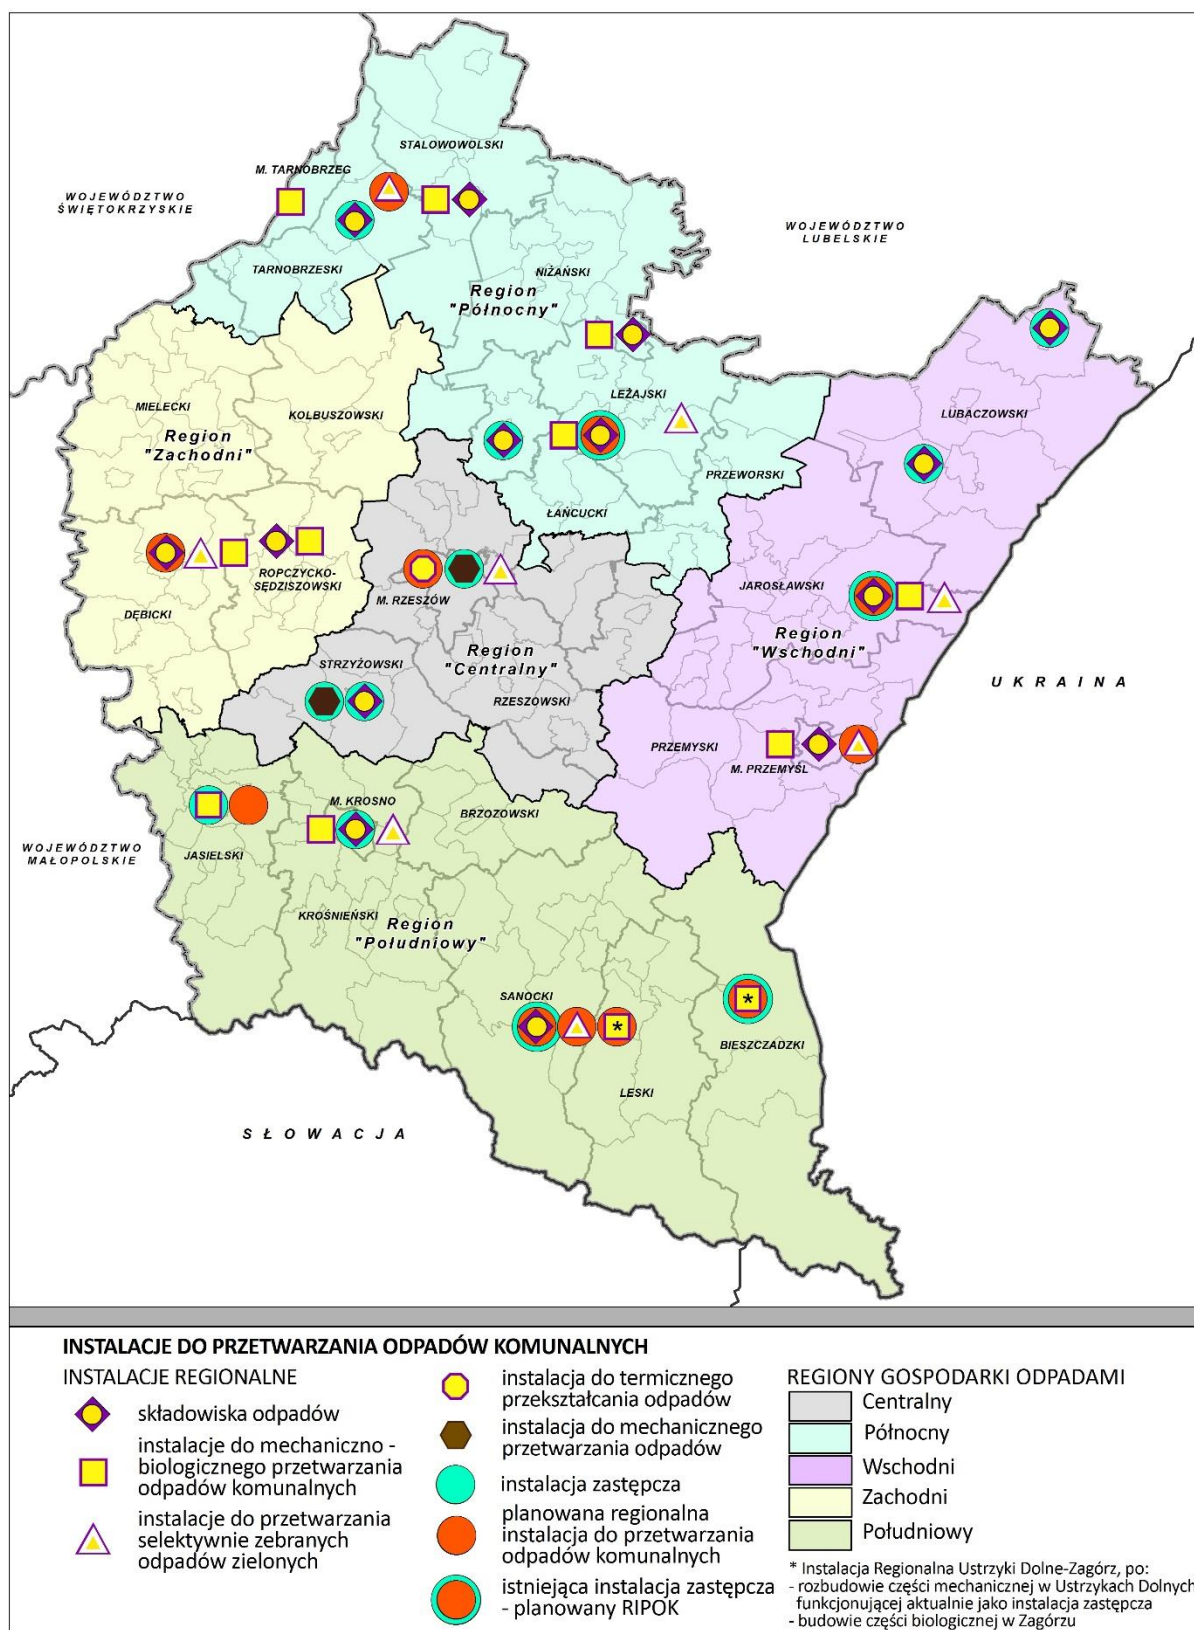 STALOWOWOLSKI
M. TARNOBRZEG
WOJEWÓDZTWO
ŚWIĘTOKRZYSKIE
WOJEWÓDZTWO
LUBELSKIE
TARNOBRZESKI
NIŻAŃSKI
Region
"Północny"
MIELECKI
KOLBUSZOWSKI
LEŻAJSKI
LUBACZOWSKI
Region
"Zachodni"
PRZEWORSKI
ŁAŃCUCKI
ROPCZYCKO-
SĘDZISZOWSKI
M. RZESZÓW
JAROSŁAWSKI
DĘBICKI
Region
"Wschodni"
STRZYŻOWSKI
Region
"Centralny"
UKRAINA
RZESZOWSKI
PRZEMYSKI
M. PRZEMYŚL
M. KROSNO
BRZOZOWSKI
WOJEWÓDZTWO
MAŁOPOLSKIE
JASIELSKI
KROŚNIEŃSKI
Region
"Południowy"
SANOCKI
*
*
BIESZCZADZKI
LESKI
SŁOWACJA
INSTALACJE DO PRZETWARZANIA ODPADÓW KOMUNALNYCH
INSTALACJE REGIONALNE
składowiska odpadów
instalacje do mechaniczno -
biologicznego przetwarzania
odpadów komunalnych
instalacje do przetwarzania
selektywnie zebranych
odpadów zielonych
instalacja do termicznego
przekształcania odpadów
instalacja do mechanicznego
przetwarzania odpadów
instalacja zastępcza
planowana regionalna
instalacja do przetwarzania
odpadów komunalnych
istniejąca instalacja zastępcza
- planowany RIPOK
REGIONY GOSPODARKI ODPADAMI
Centralny
Północny
Wschodni
Zachodni
Południowy
* Instalacja Regionalna Ustrzyki Dolne-Zagórz, po:
- rozbudowie części mechanicznej w Ustrzykach Dolnych
funkcjonującej aktualnie jako instalacja zastępcza
- budowie części biologicznej w Zagórzu